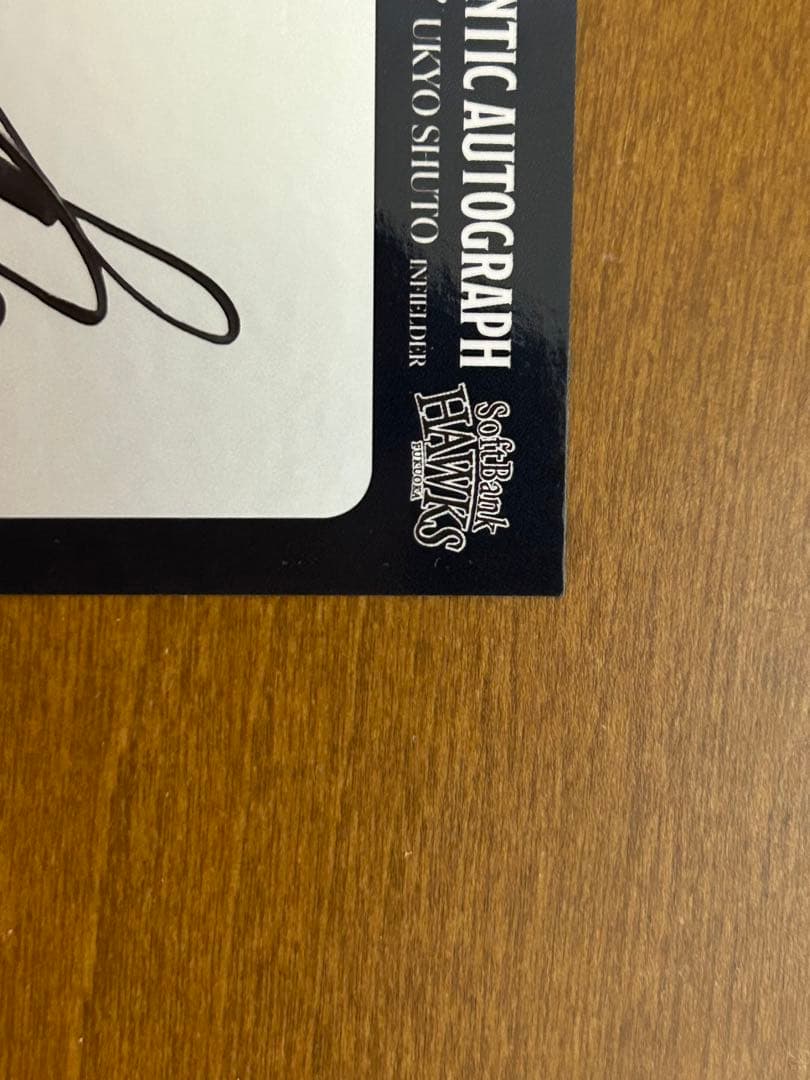 NTIC AUTOGRAPH
UKYO SHUTO INFIELDER
SoftBank
HAWKS
FUKUOKA